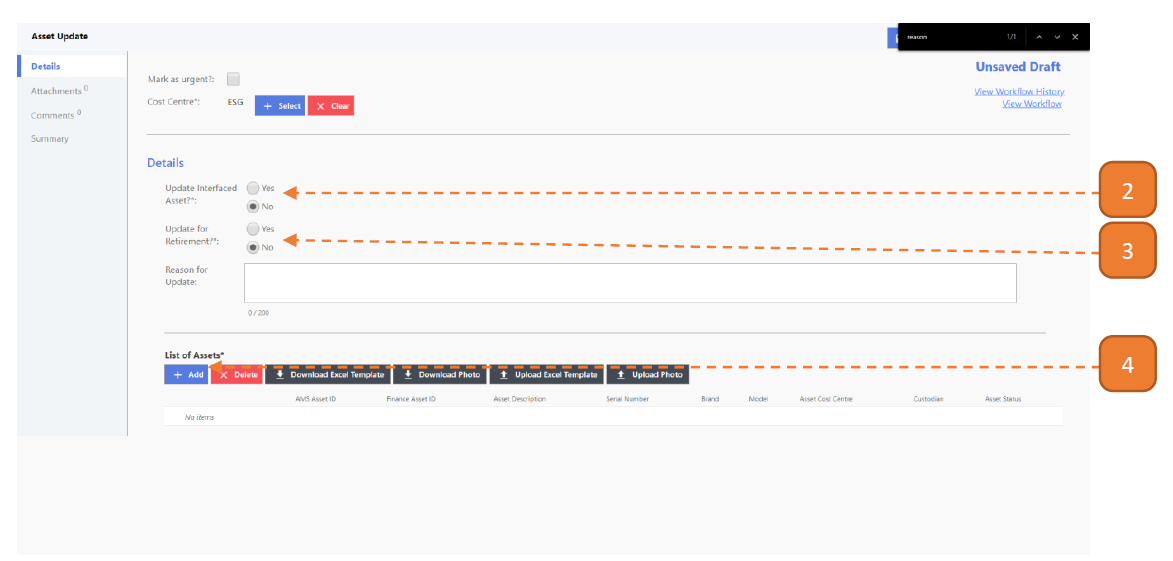 Asset Update
reason 1/1
Details
Attachments 0
Comments 0
Summary
Unsaved Draft
View Workflow History
View Workflow
Mark as urgent?:
Cost Centre*: ESG + Select X Clear
Details
Update Interfaced Asset?*:
Yes
No
2
Update for Retirement?*:
Yes
No
3
Reason for
Update:
0 / 200
List of Assets*
+ Add X Delete Download Excel Template Download Photo Upload Excel Template Upload Photo
4
AMS Asset ID Finance Asset ID Asset Description Serial Number Brand Model Asset Cost Centre Custodian Asset Status
No items